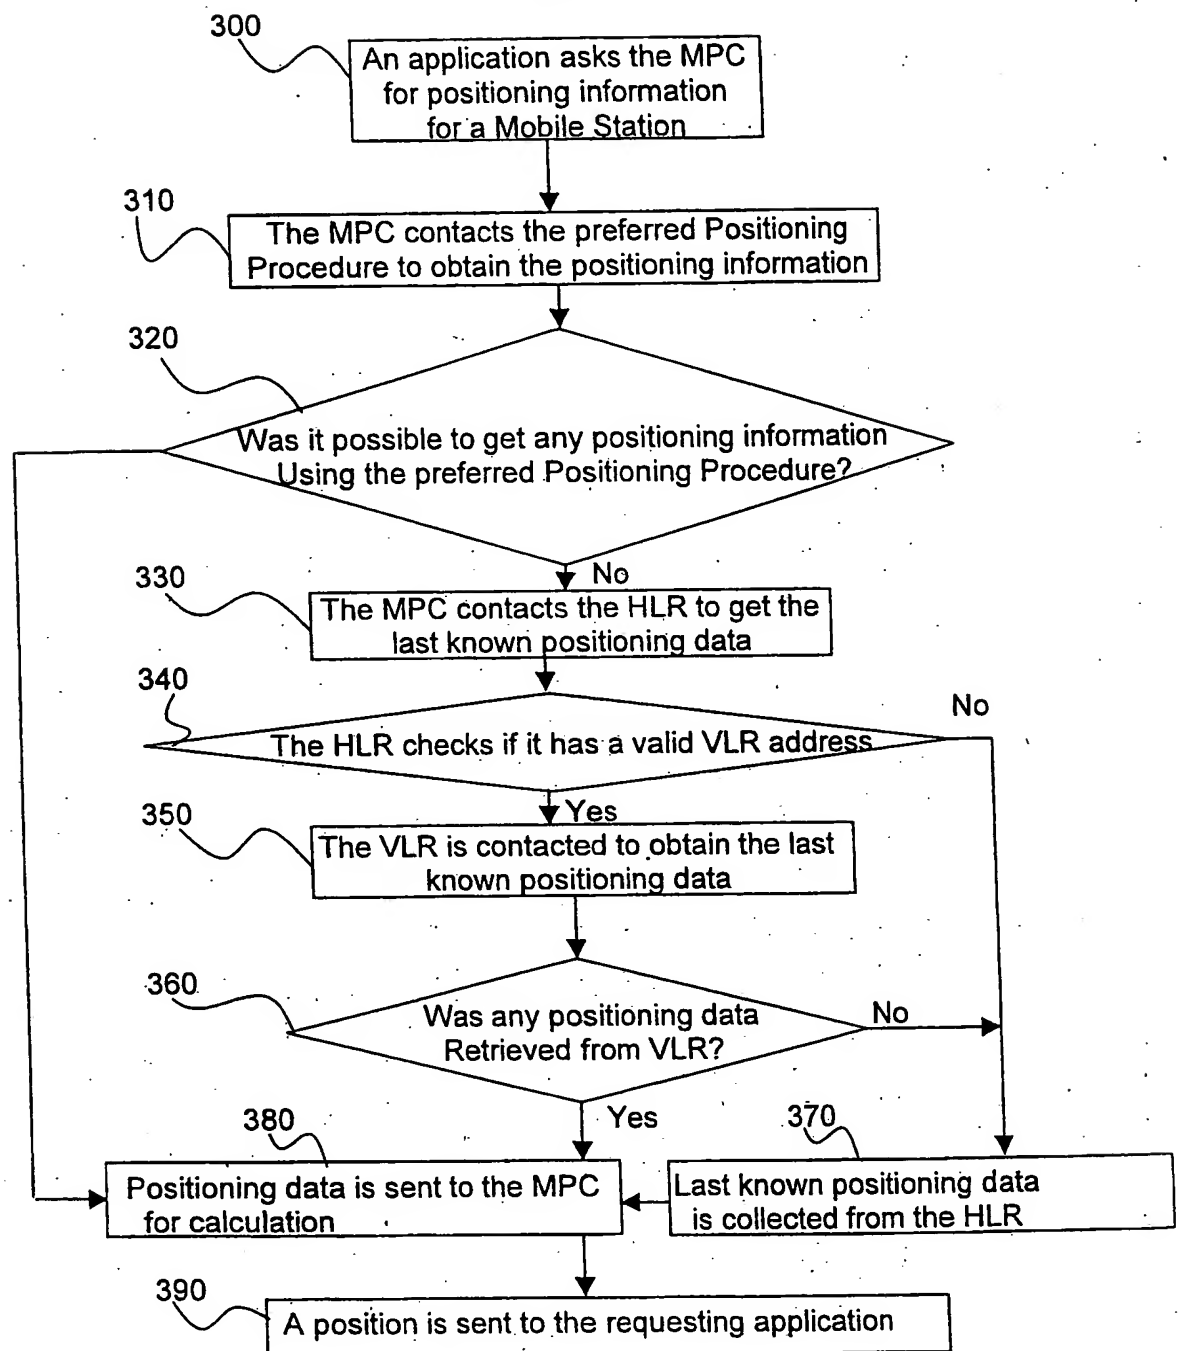 300
An application asks the MPC
for positioning information
for a Mobile Station
310
The MPC contacts the preferred Positioning
Procedure to obtain the positioning information
320
Was it possible to get any positioning information
Using the preferred Positioning Procedure?
No
330
The MPC contacts the HLR to get the
last known positioning data
340
No
The HLR checks if it has a valid VLR address
Yes
350
The VLR is contacted to obtain the last
known positioning data
360
Was any positioning data
Retrieved from VLR?
No
Yes
380
370
Positioning data is sent to the MPC
for calculation
Last known positioning data
is collected from the HLR
390
A position is sent to the requesting application